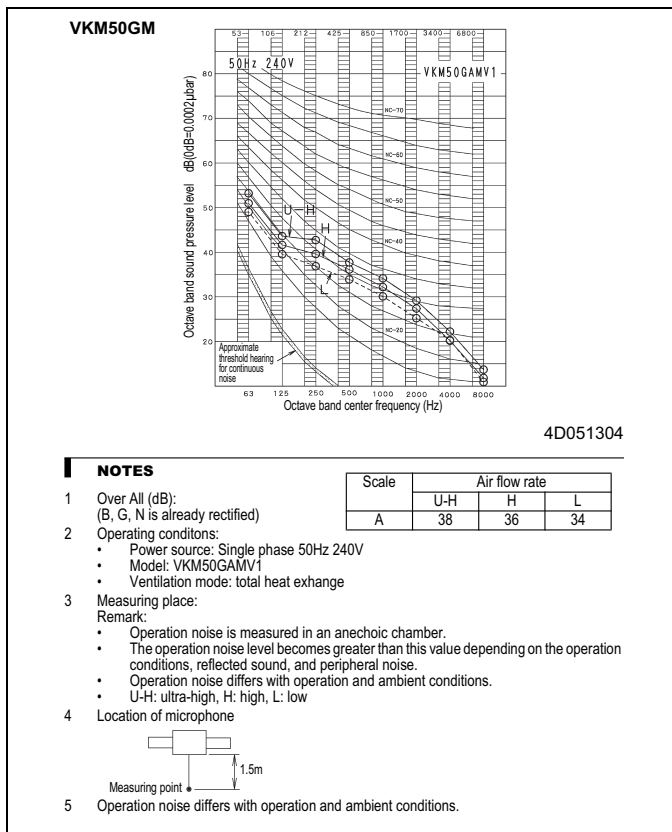 VKM50GM
53 106 212 425 850 1700 3400 6800
50Hz 240V
VKM50GAMV1
Octave band sound pressure level dB(0dB=0.0002μbar)
80
70
60
50
40
30
20
NC-70
NC-60
NC-50
NC-40
NC-20
U-H
H
L
Approximate
threshold hearing
for continuous
noise
63 125 250 500 1000 2000 4000 8000
Octave band center frequency (Hz)
4D051304
NOTES
1 Over All (dB):
(B, G, N is already rectified)
Scale Air flow rate
U-H H L
A 38 36 34
2 Operating conditons:
• Power source: Single phase 50Hz 240V
• Model: VKM50GAMV1
• Ventilation mode: total heat exhange
3 Measuring place:
Remark:
• Operation noise is measured in an anechoic chamber.
• The operation noise level becomes greater than this value depending on the operation
conditions, reflected sound, and peripheral noise.
• Operation noise differs with operation and ambient conditions.
• U-H: ultra-high, H: high, L: low
4 Location of microphone
1.5m
Measuring point
5 Operation noise differs with operation and ambient conditions.